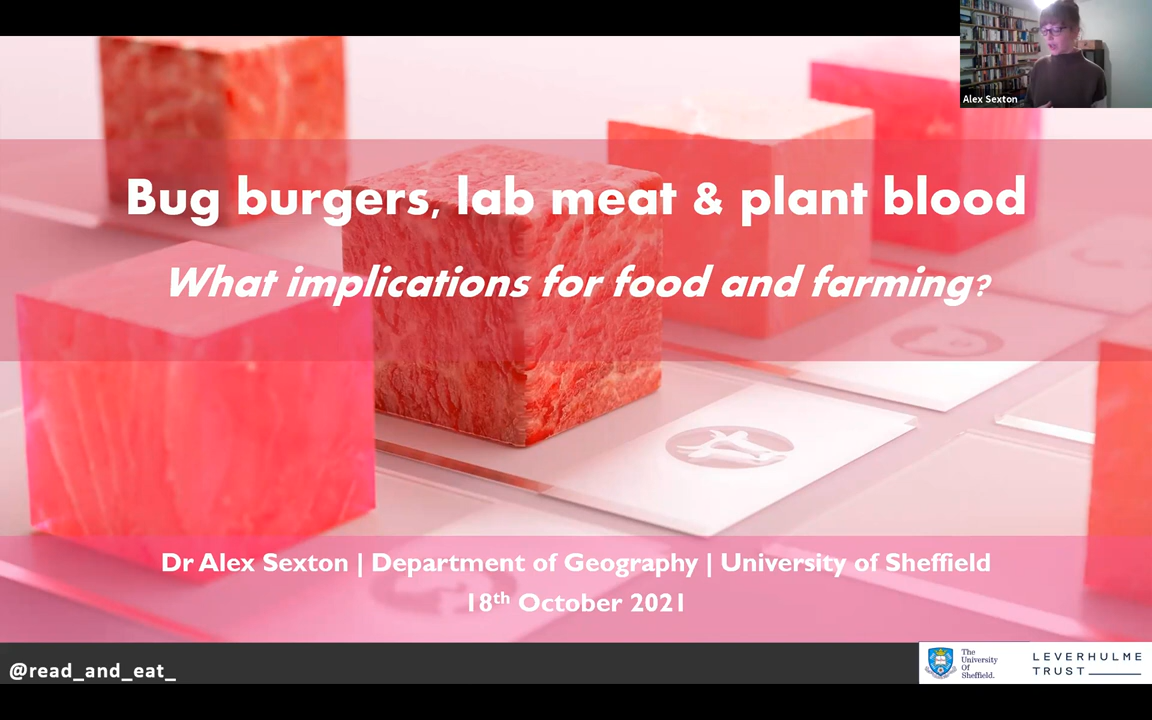 Alex Sexton
Bug burgers, lab meat & plant blood
What implications for food and farming?
Dr Alex Sexton | Department of Geography | University of Sheffield
18th October 2021
@read_and_eat_
The
University
Of
Sheffield.
LEVERHULME
TRUST